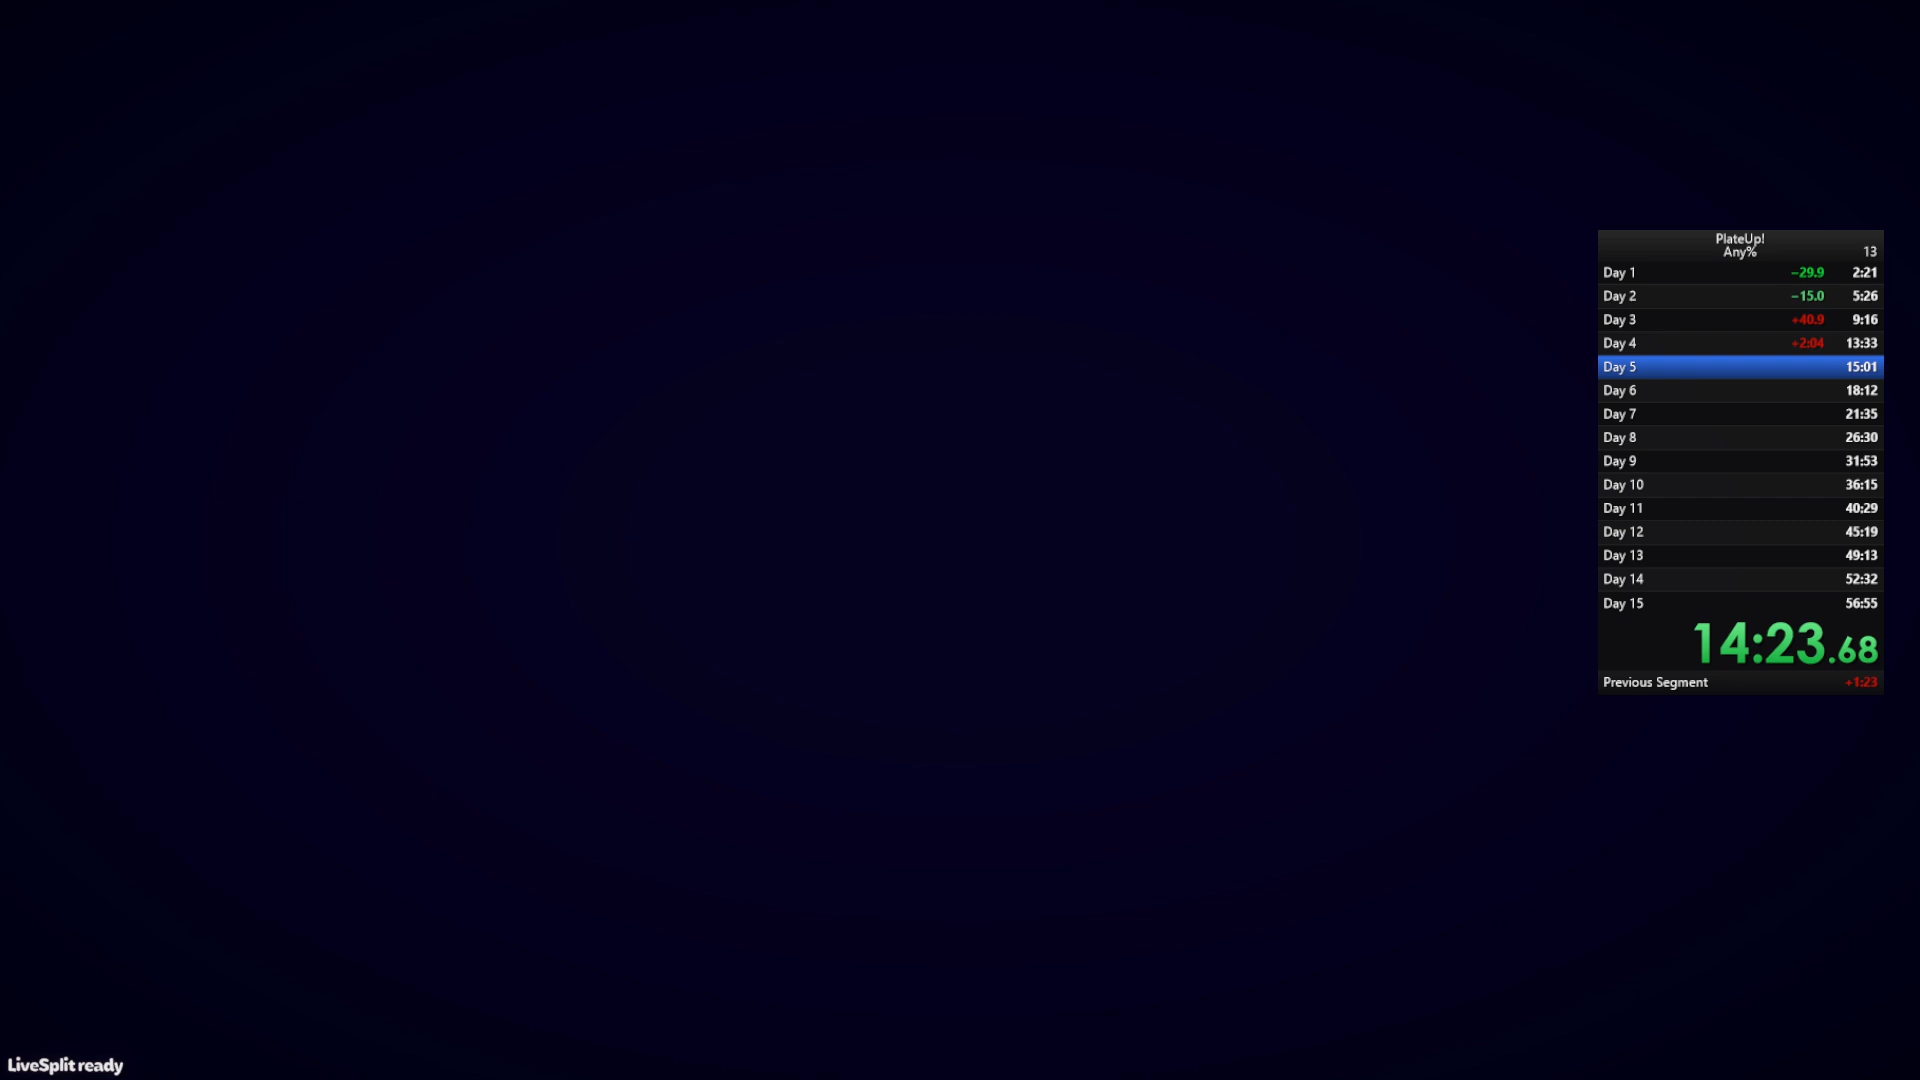 PlateUp!
Any%
13
Day 1 −29.9 2:21
Day 2 −15.0 5:26
Day 3 +40.9 9:16
Day 4 +2:04 13:33
Day 5 15:01
Day 6 18:12
Day 7 21:35
Day 8 26:30
Day 9 31:53
Day 10 36:15
Day 11 40:29
Day 12 45:19
Day 13 49:13
Day 14 52:32
Day 15 56:55
14:23.68
Previous Segment +1:23
LiveSplit ready